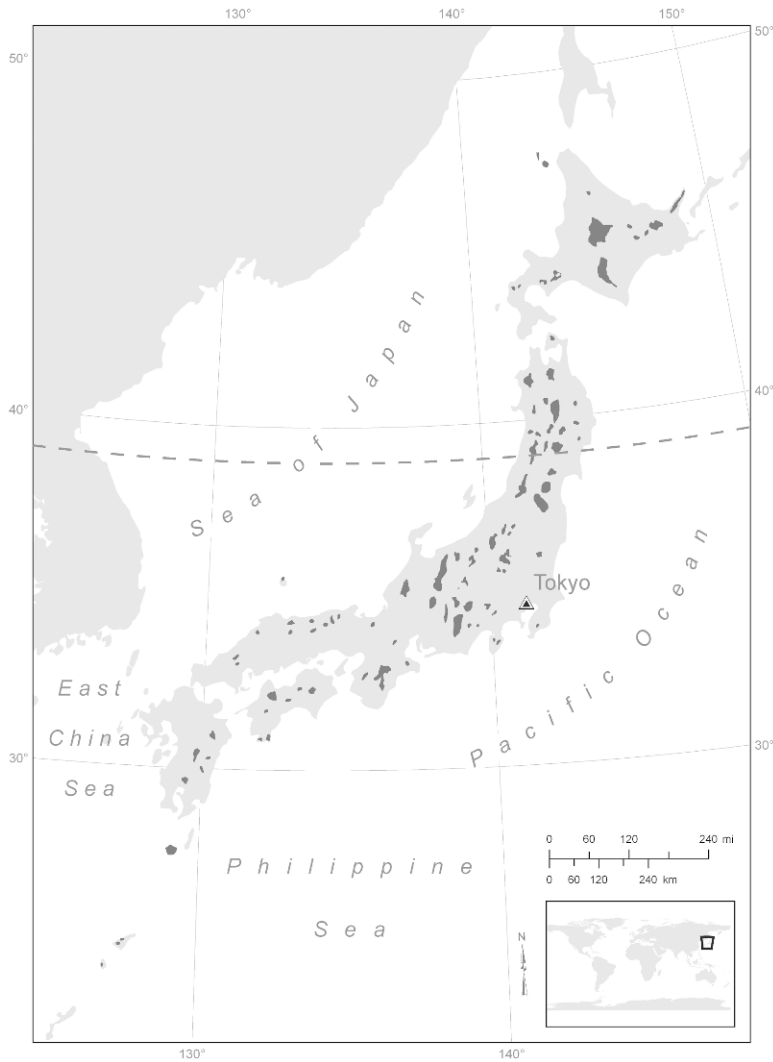 130° 140° 150°
50° 50°
Sea of Japan
40° 40°
Tokyo
Pacific Ocean
East
China
Sea
30° 30°
0 60 120 240 mi
0 60 120 240 km
Philippine
Sea
N
130° 140°